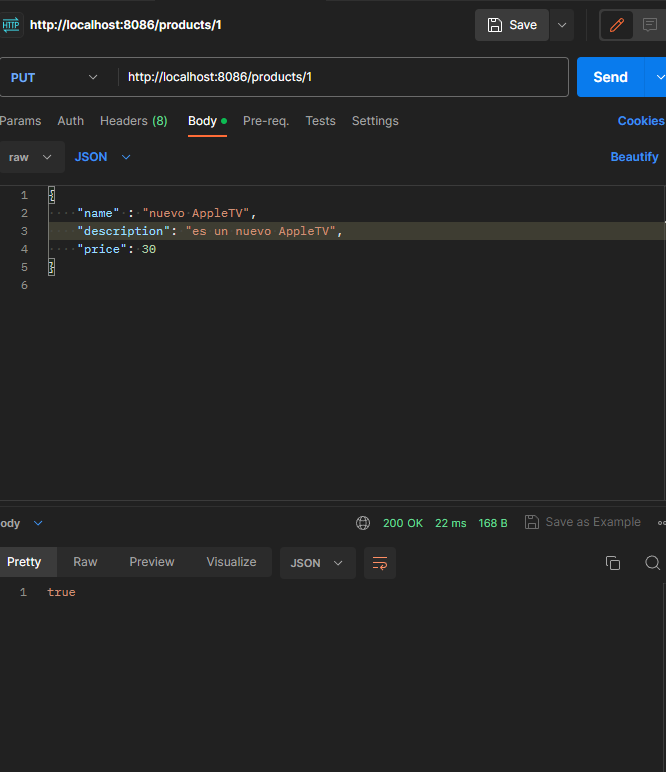 HTTP http://localhost:8086/products/1 Save
PUT http://localhost:8086/products/1 Send
Params Auth Headers (8) Body Pre-req. Tests Settings Cookies
raw JSON Beautify
1 {
2 "name" : "nuevo AppleTV",
3 "description": "es un nuevo AppleTV",
4 "price": 30
5 }
6
ody 200 OK 22 ms 168 B Save as Example
Pretty Raw Preview Visualize JSON
1 true